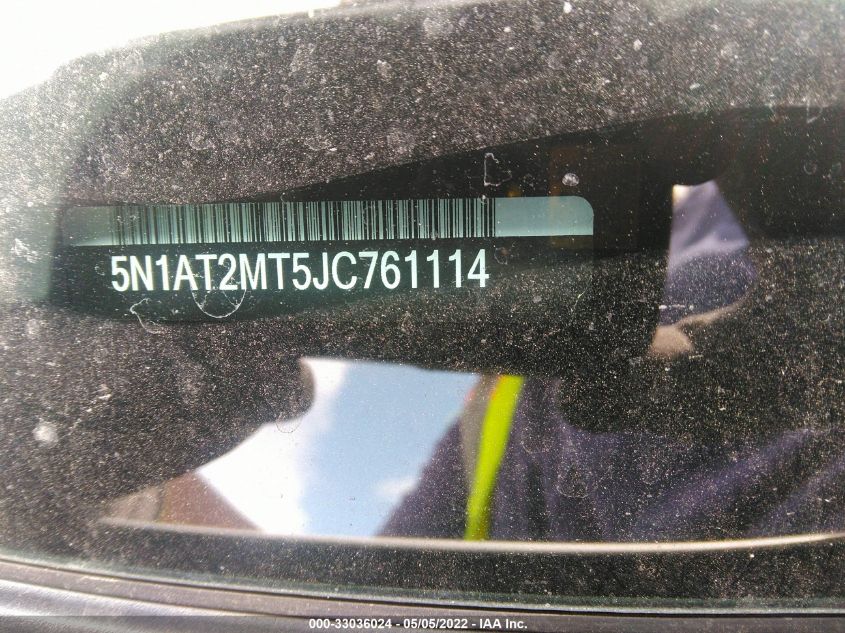 5N1AT2MT5JC761114
000-33036024 — 05/05/2022 — IAA Inc.